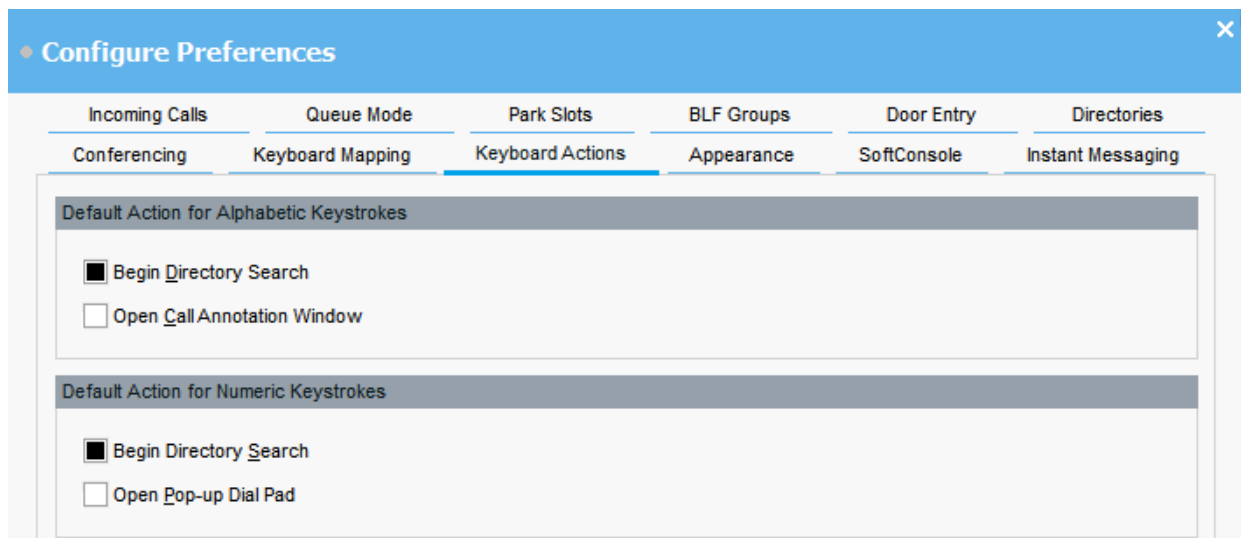 Configure Preferences
Incoming Calls Queue Mode Park Slots BLF Groups Door Entry Directories
Conferencing Keyboard Mapping Keyboard Actions Appearance SoftConsole Instant Messaging
Default Action for Alphabetic Keystrokes
Begin Directory Search
Open Call Annotation Window
Default Action for Numeric Keystrokes
Begin Directory Search
Open Pop-up Dial Pad